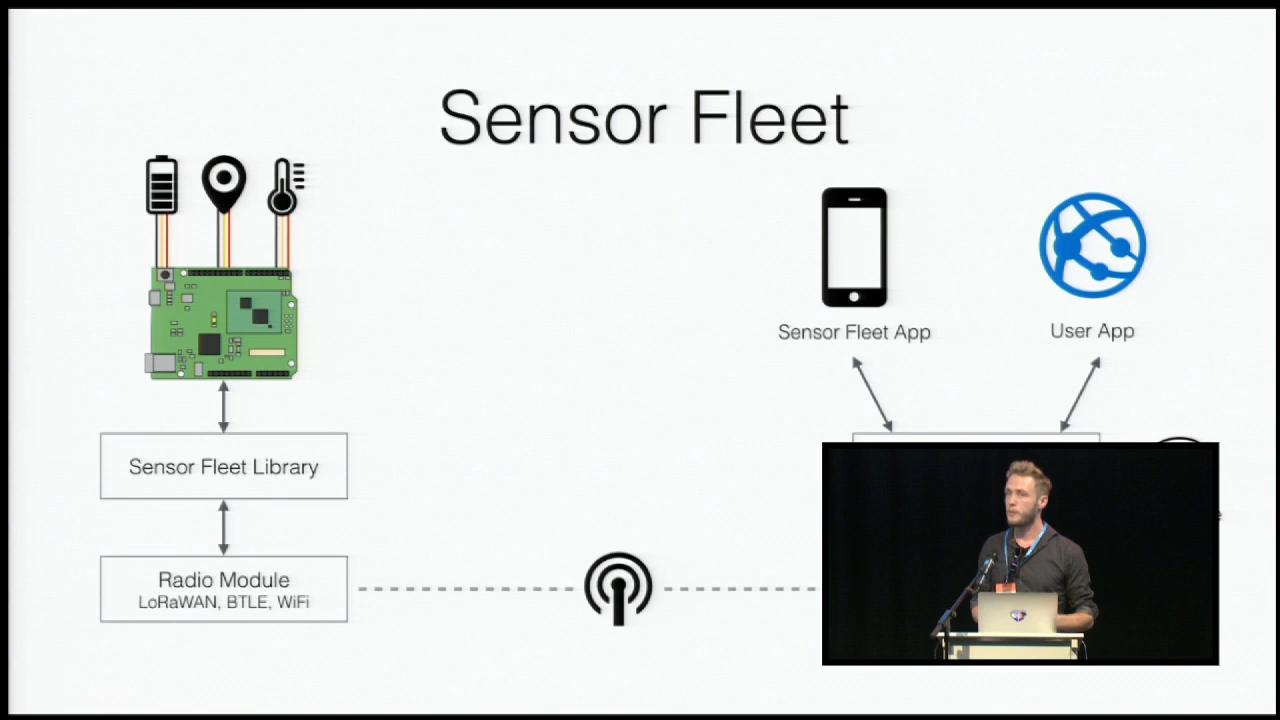 Sensor Fleet
Sensor Fleet App
User App
Sensor Fleet Library
Radio Module
LoRaWAN, BTLE, WiFi